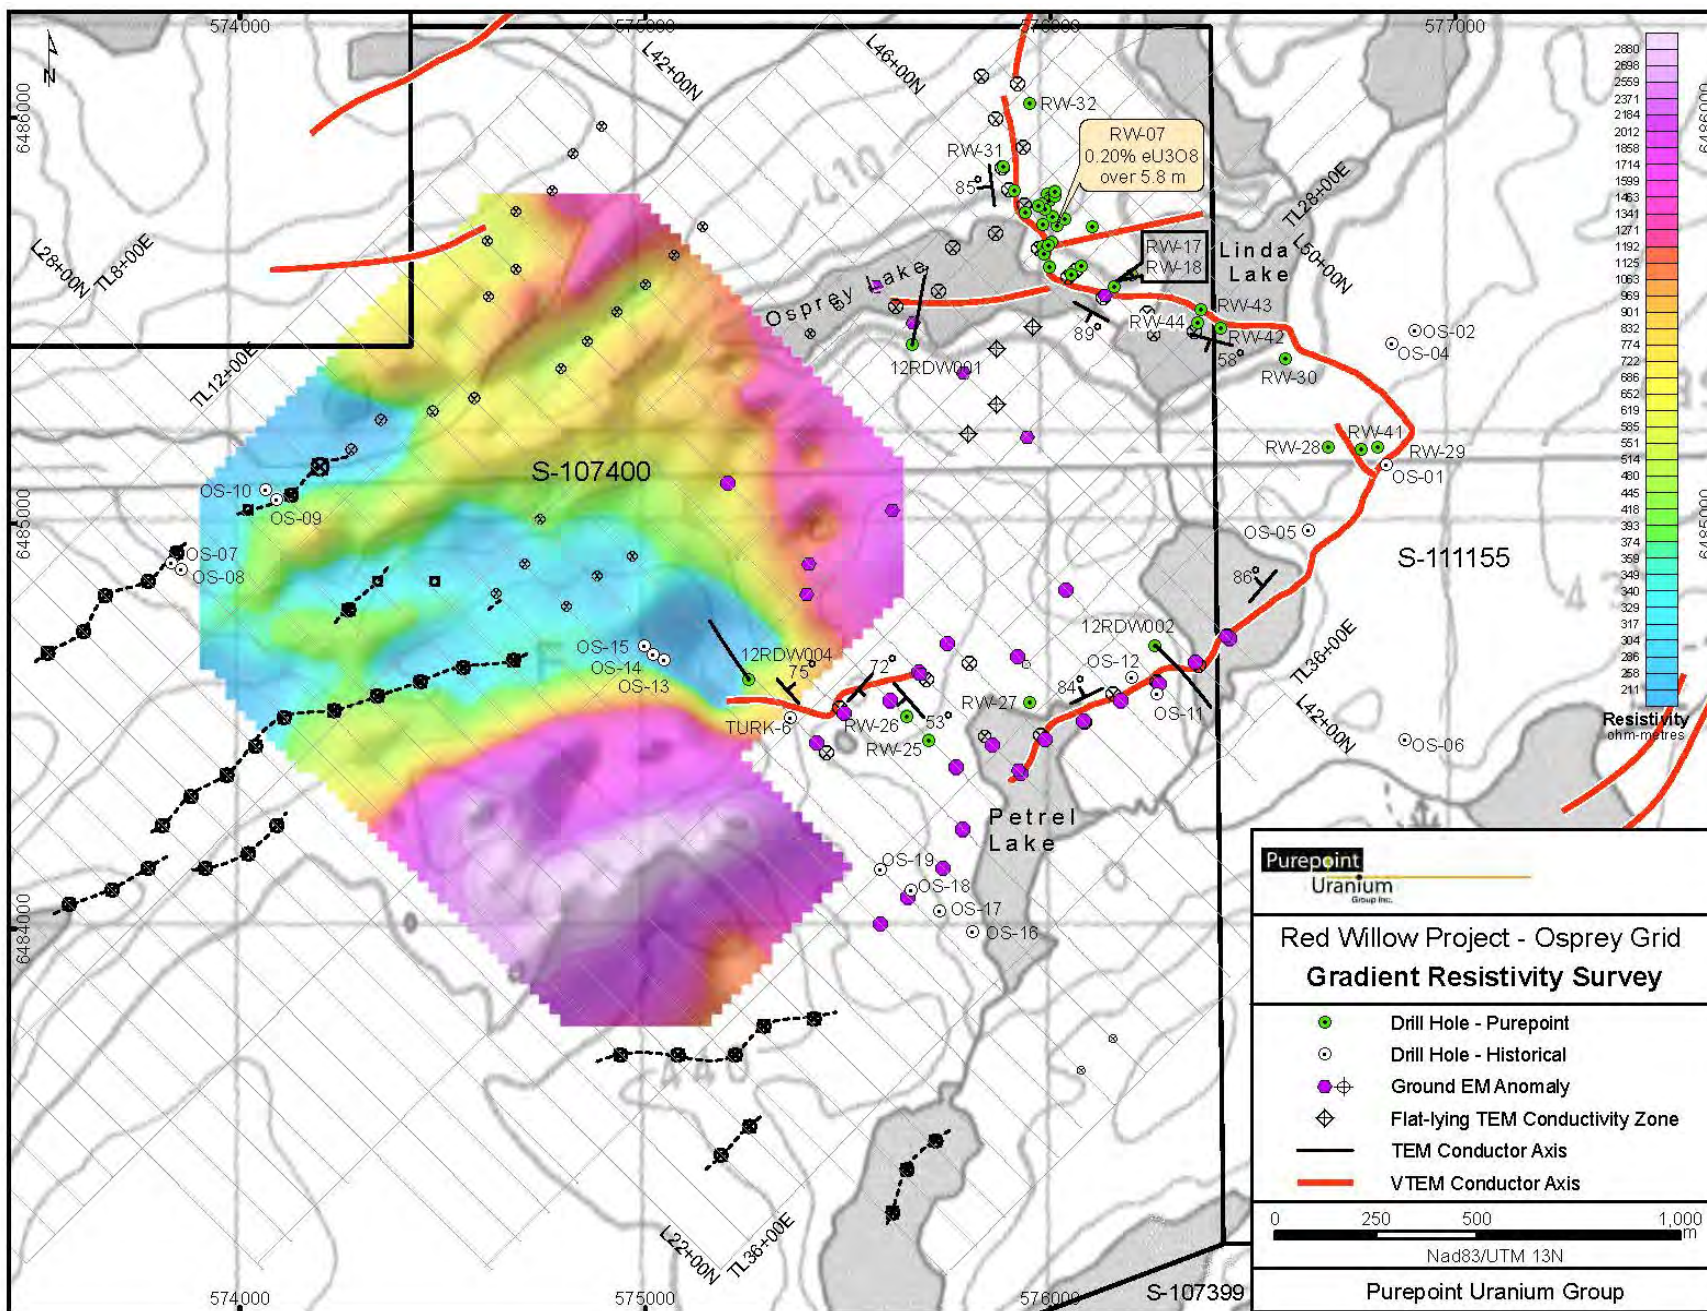 574000
575000
576000
577000
N
L42+00N
L46+00N
6486000
6486000
RW-32
RW-07
0.20% eU3O8
over 5.8 m
RW-31
85°
410
TL28+00E
L28+00N
TL8+00E
RW-17
RW-18
Linda
Lake
L50+00N
Osprey Lake
RW-43
RW-44
89°
RW-42
58°
OS-02
OS-04
12RDW001
RW-30
TL12+00E
RW-28
RW-41
RW-29
OS-01
S-107400
OS-10
OS-09
6485000
6485000
OS-05
S-111155
OS-07
OS-08
86°
OS-15
OS-14
OS-13
12RDW004
75°
72°
12RDW002
OS-12
84°
TL36+00E
TURK-6
RW-26
53°
RW-25
RW-27
OS-11
L42+00N
OS-06
Petrel
Lake
OS-19
OS-18
OS-17
OS-16
6484000
440
L22+00N
TL36+00E
S-107399
574000
575000
576000
2880
2698
2559
2371
2184
2012
1858
1714
1599
1463
1341
1271
1192
1125
1063
969
901
832
774
722
686
652
619
585
551
514
480
445
418
393
374
359
349
340
329
317
304
286
258
211
Resistivity
ohm-metres
Purepoint
Uranium
Group Inc.
Red Willow Project - Osprey Grid
Gradient Resistivity Survey
Drill Hole - Purepoint
Drill Hole - Historical
Ground EM Anomaly
Flat-lying TEM Conductivity Zone
TEM Conductor Axis
VTEM Conductor Axis
0 250 500 1,000
m
Nad83/UTM 13N
Purepoint Uranium Group